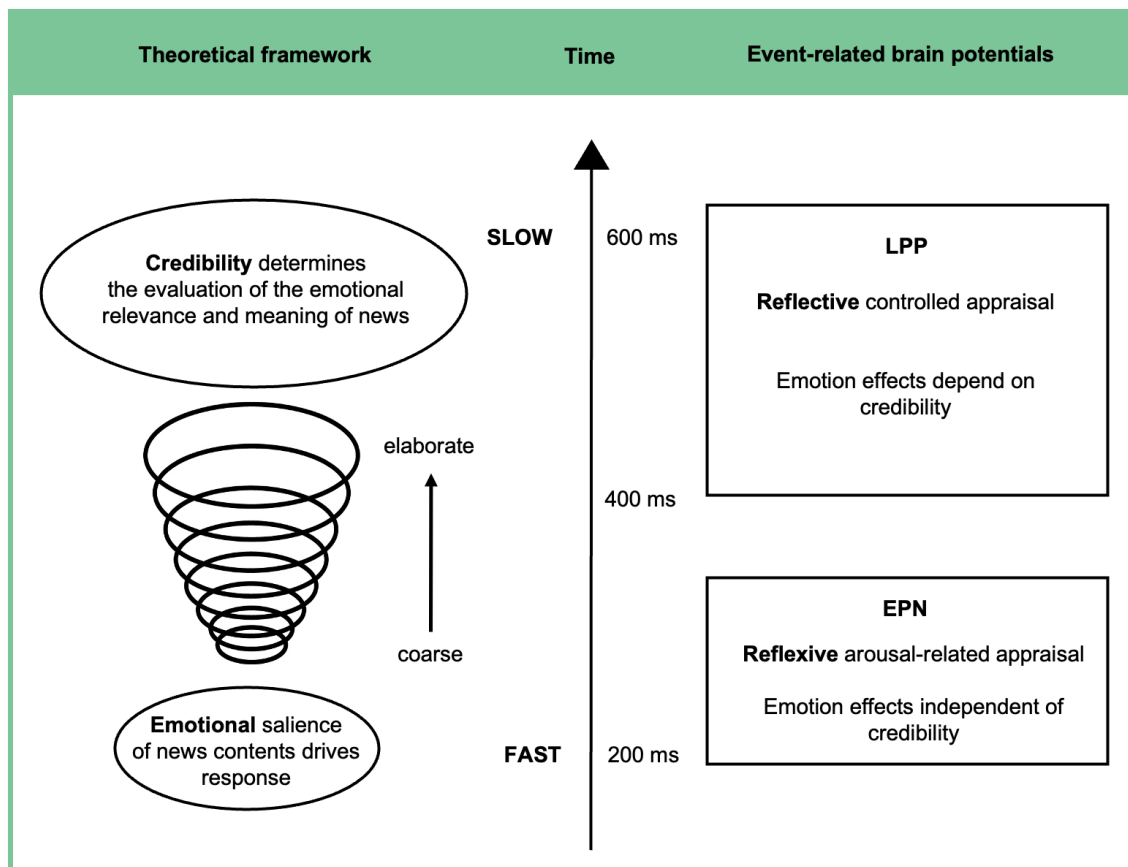 Theoretical framework
Time
Event-related brain potentials
Credibility determines
the evaluation of the emotional
relevance and meaning of news
elaborate
coarse
Emotional salience
of news contents drives
response
SLOW
600 ms
400 ms
FAST
200 ms
LPP
Reflective controlled appraisal
Emotion effects depend on
credibility
EPN
Reflexive arousal-related appraisal
Emotion effects independent of
credibility